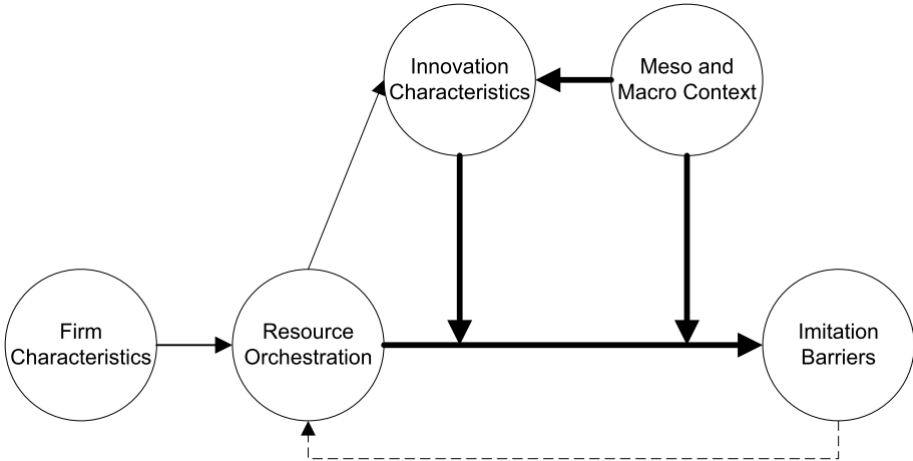 Innovation
Characteristics
Meso and
Macro Context
Firm
Characteristics
Resource
Orchestration
Imitation
Barriers